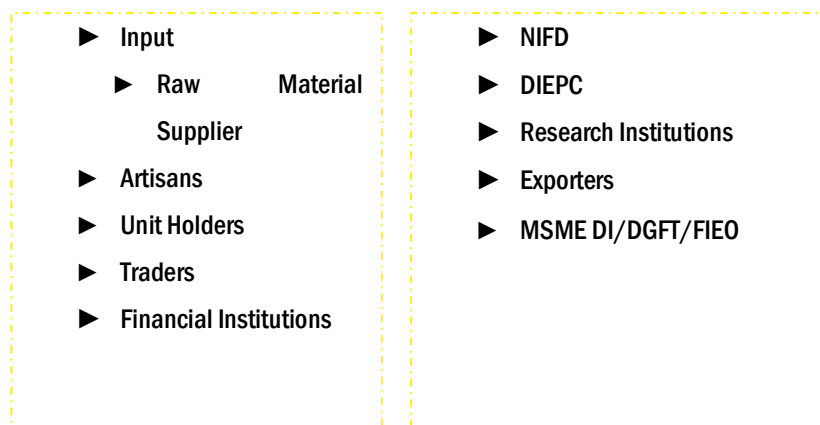 ► Input
► Raw Material
Supplier
► Artisans
► Unit Holders
► Traders
► Financial Institutions
► NIFD
► DIEPC
► Research Institutions
► Exporters
► MSME DI/DGFT/FIEO